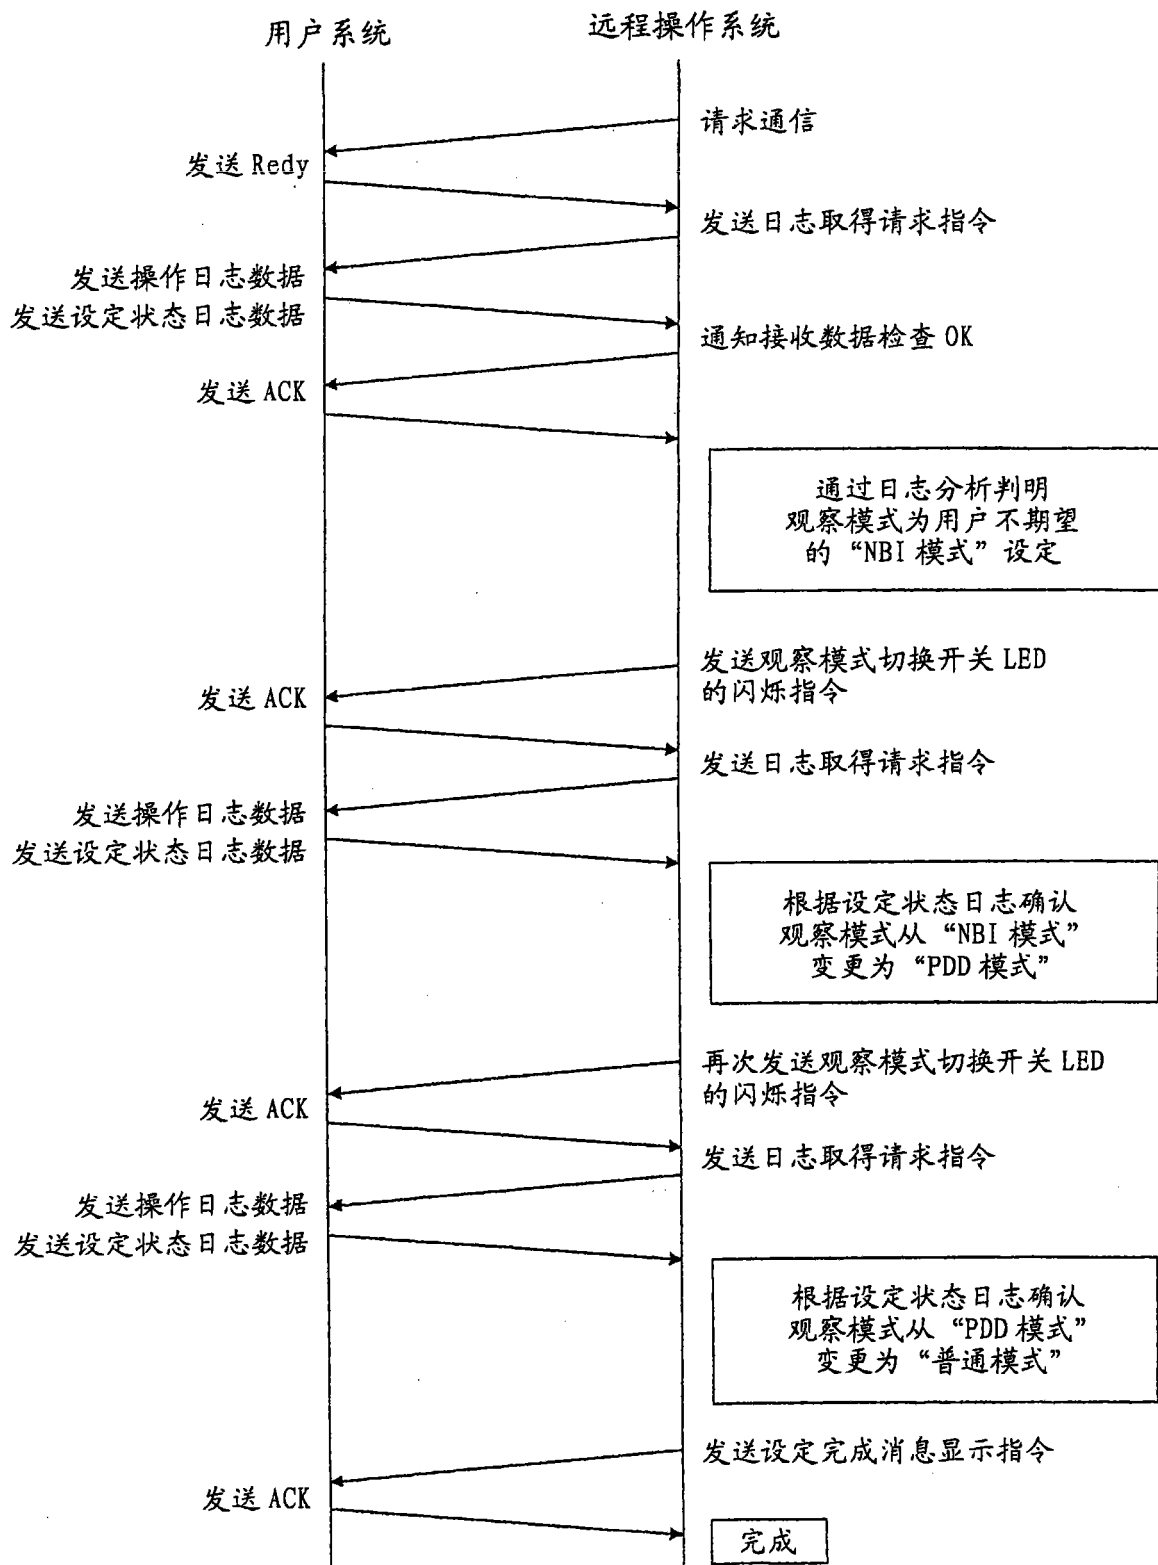 用户系统
远程操作系统
请求通信
发送 Redy
发送日志取得请求指令
发送操作日志数据
发送设定状态日志数据
通知接收数据检查 OK
发送 ACK
通过日志分析判明
观察模式为用户不期望
的“NBI 模式”设定
发送观察模式切换开关 LED
的闪烁指令
发送 ACK
发送日志取得请求指令
发送操作日志数据
发送设定状态日志数据
根据设定状态日志确认
观察模式从“NBI 模式”
变更为“PDD 模式”
再次发送观察模式切换开关 LED
的闪烁指令
发送 ACK
发送日志取得请求指令
发送操作日志数据
发送设定状态日志数据
根据设定状态日志确认
观察模式从“PDD 模式”
变更为“普通模式”
发送设定完成消息显示指令
发送 ACK
完成